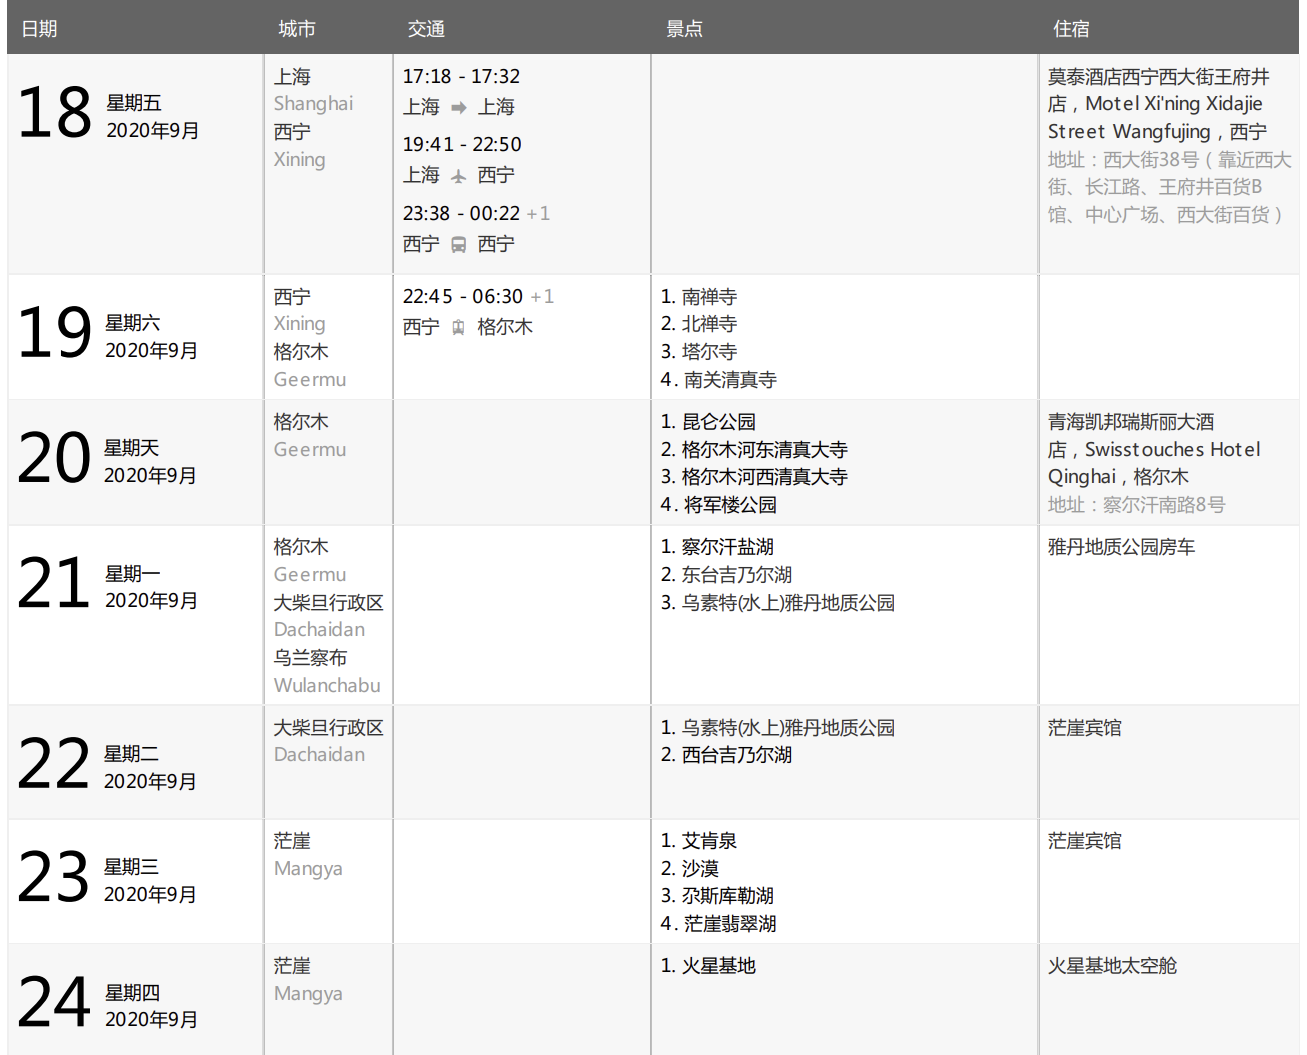 日期 城市 交通 景点 住宿
18 星期五
2020年9月
上海
Shanghai
西宁
Xining
17:18 - 17:32
上海 上海
19:41 - 22:50
上海 西宁
23:38 - 00:22 +1
西宁 西宁
莫泰酒店西宁西大街王府井
店，Motel Xi'ning Xidajie
Street Wangfujing，西宁
地址：西大街38号（靠近西大
街、长江路、王府井百货B
馆、中心广场、西大街百货）
19 星期六
2020年9月
西宁
Xining
格尔木
Geermu
22:45 - 06:30 +1
西宁 格尔木
1. 南禅寺
2. 北禅寺
3. 塔尔寺
4. 南关清真寺
20 星期天
2020年9月
格尔木
Geermu
1. 昆仑公园
2. 格尔木河东清真大寺
3. 格尔木河西清真大寺
4. 将军楼公园
青海凯邦瑞斯丽大酒
店，Swisstouches Hotel
Qinghai，格尔木
地址：察尔汗南路8号
21 星期一
2020年9月
格尔木
Geermu
大柴旦行政区
Dachaidan
乌兰察布
Wulanchabu
1. 察尔汗盐湖
2. 东台吉乃尔湖
3. 乌素特(水上)雅丹地质公园
雅丹地质公园房车
22 星期二
2020年9月
大柴旦行政区
Dachaidan
1. 乌素特(水上)雅丹地质公园
2. 西台吉乃尔湖
茫崖宾馆
23 星期三
2020年9月
茫崖
Mangya
1. 艾肯泉
2. 沙漠
3. 尕斯库勒湖
4. 茫崖翡翠湖
茫崖宾馆
24 星期四
2020年9月
茫崖
Mangya
1. 火星基地
火星基地太空舱